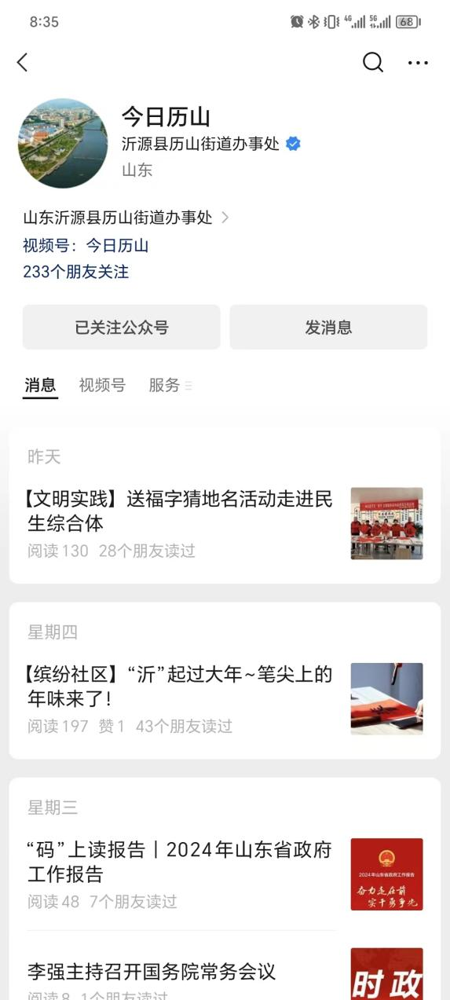 8:35
4G
5G
68
今日历山
沂源县历山街道办事处
山东
山东沂源县历山街道办事处
视频号：今日历山
233个朋友关注
已关注公众号
发消息
消息
视频号
服务
昨天
【文明实践】送福字猜地名活动走进民
生综合体
阅读130 28个朋友读过
星期四
【缤纷社区】“沂”起过大年~笔尖上的
年味来了！
阅读197 赞1 43个朋友读过
星期三
“码”上读报告丨2024年山东省政府
工作报告
阅读48 7个朋友读过
2024年山东省政府工作报告
奋力走在前
实干勇争先
李强主持召开国务院常务会议
阅读8 1个朋友读过
时政